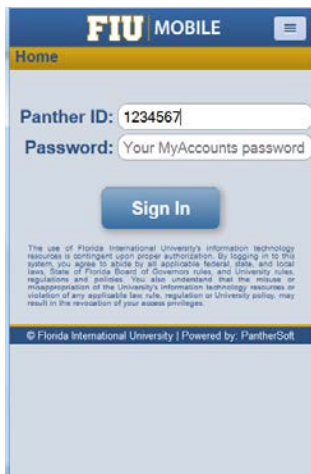 FIU MOBILE
Home
Panther ID: 1234567
Password: Your MyAccounts password
Sign In
The use of Florida International University's information technology
resources is contingent upon proper authorization. By logging in to this
system, you agree to abide by all applicable federal, state, and local
laws, State of Florida Board of Governors rules, and University rules,
regulations and policies. You also understand that the misuse or
misappropriation of the University's information technology resources or
violation of any applicable law, rule, regulation or University policy, may
result in the revocation of your access privileges.
© Florida International University | Powered by: PantherSoft